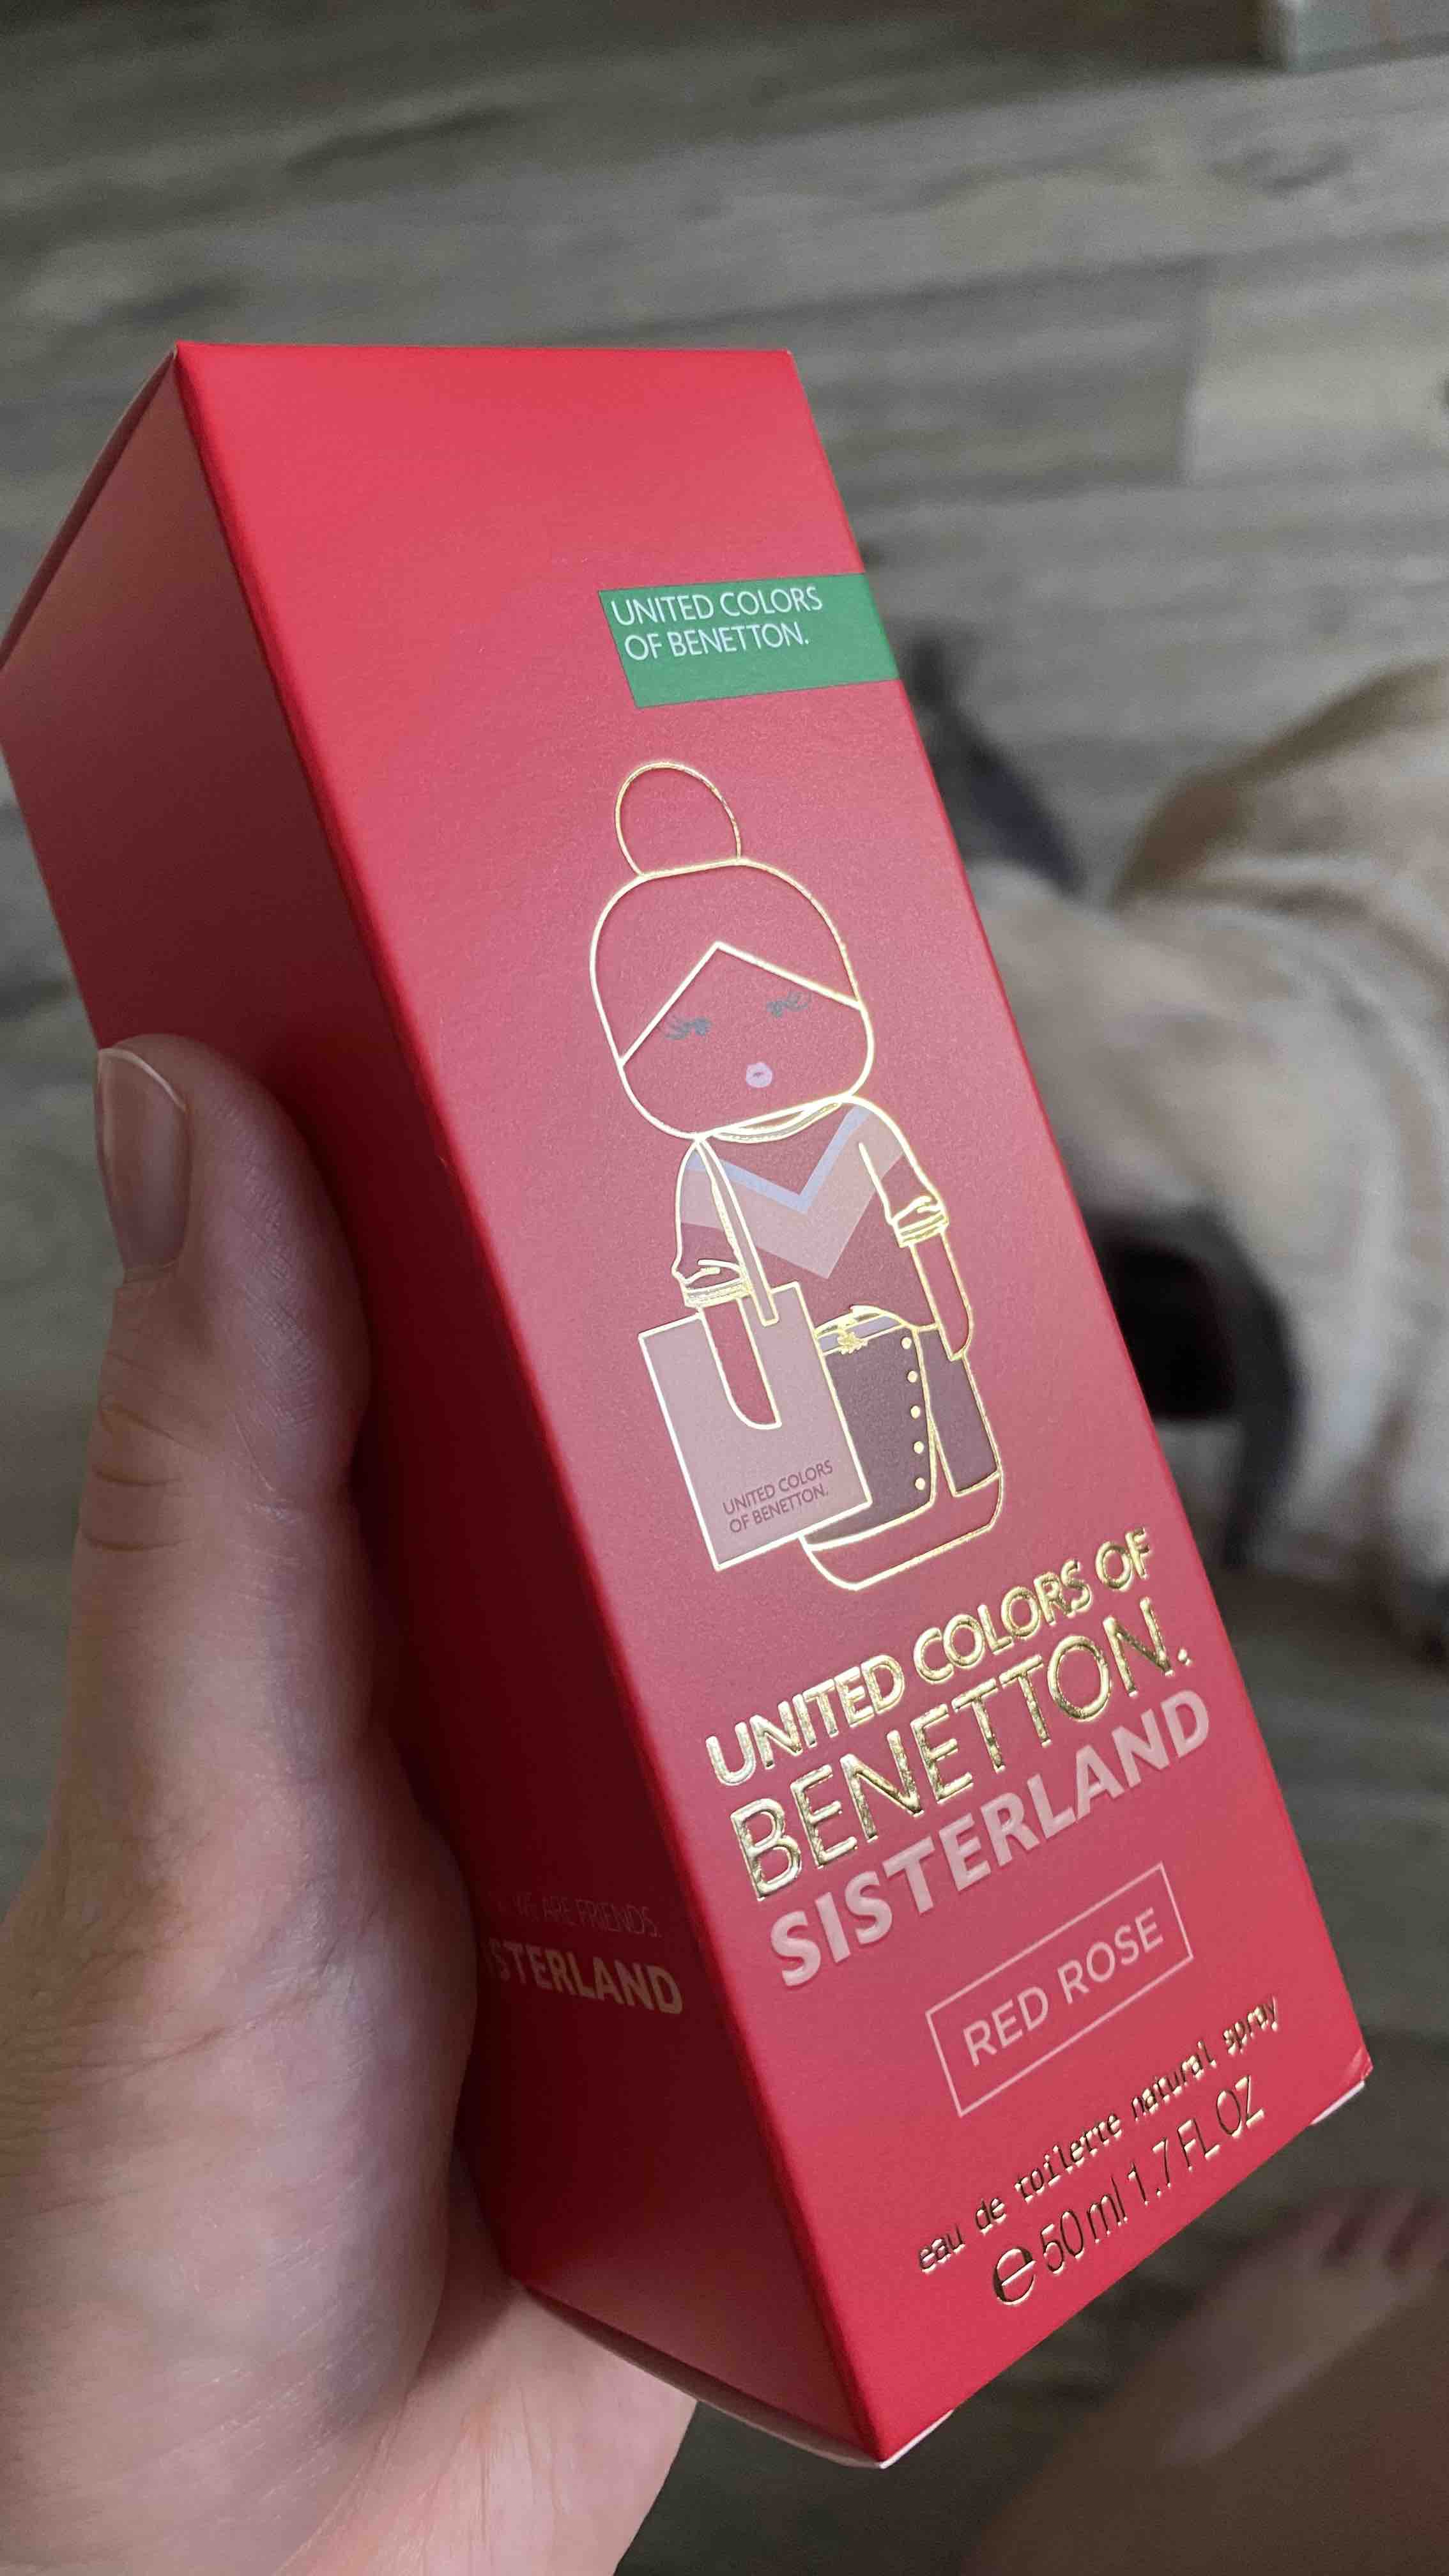 UNITED COLORS
OF BENETTON.
UNITED COLORS
OF BENETTON.
UNITED COLORS OF
BENETTON.
SISTERLAND
RED ROSE
eau de toilette natural spray
℮ 50 ml 1.7 FL OZ
WE ARE FRIENDS.
STERLAND